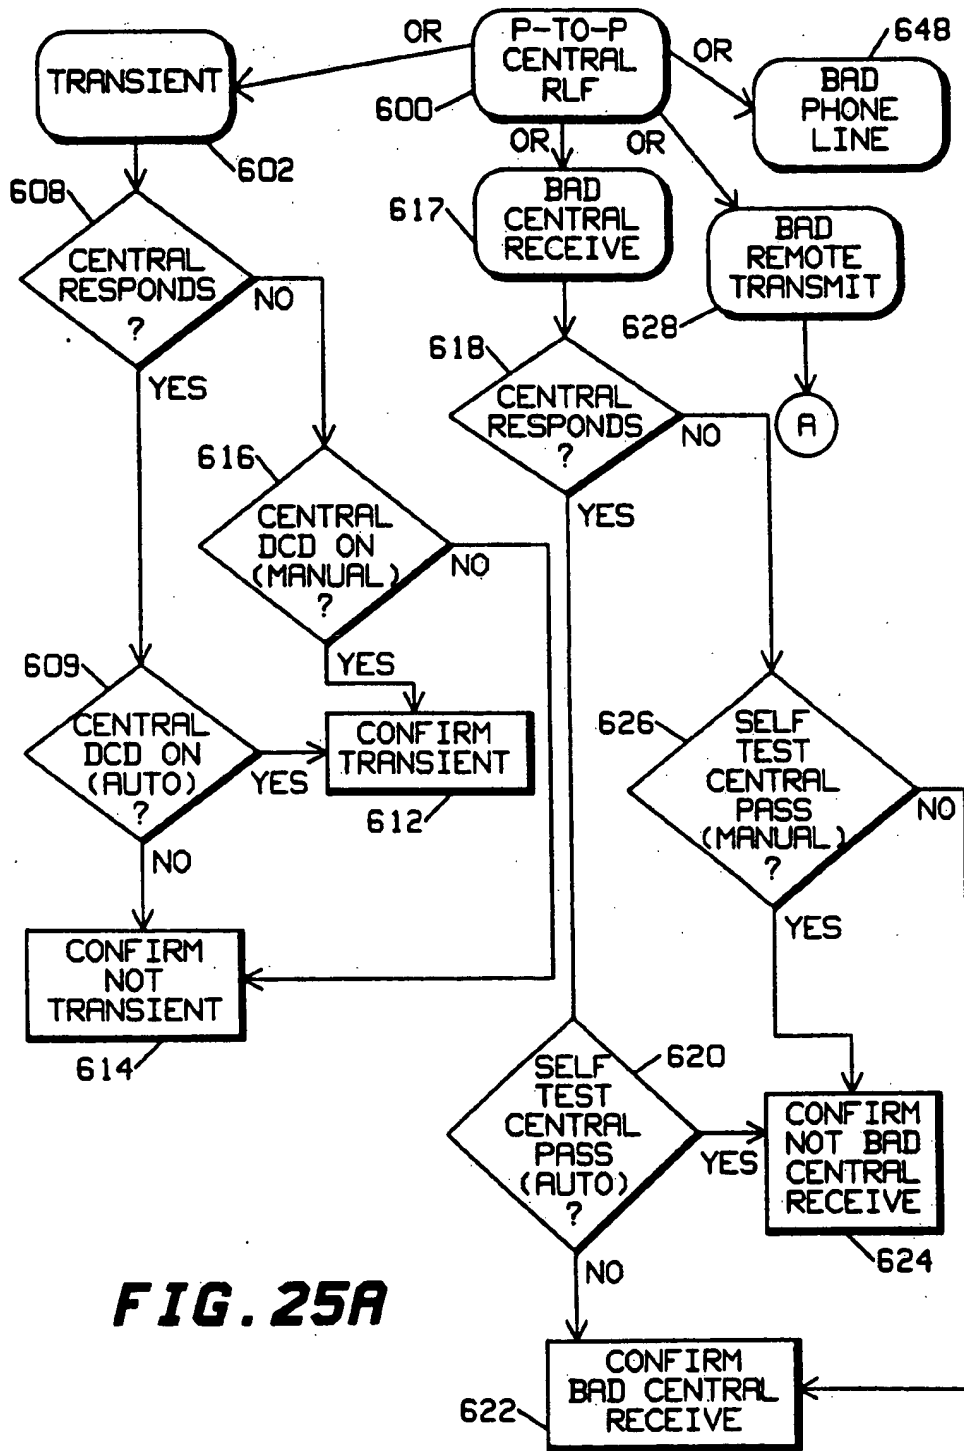 P-TO-P
CENTRAL
RLF
600
OR
OR
OR
OR
648
TRANSIENT
602
BAD
PHONE
LINE
608
617
BAD
CENTRAL
RECEIVE
BAD
REMOTE
TRANSMIT
628
CENTRAL
RESPONDS
?
NO
YES
618
CENTRAL
RESPONDS
?
NO
YES
A
616
CENTRAL
DCD ON
(MANUAL)
?
NO
YES
609
CENTRAL
DCD ON
(AUTO)
?
YES
NO
CONFIRM
TRANSIENT
612
626
SELF
TEST
CENTRAL
PASS
(MANUAL)
?
NO
YES
CONFIRM
NOT
TRANSIENT
614
620
SELF
TEST
CENTRAL
PASS
(AUTO)
?
YES
NO
CONFIRM
NOT BAD
CENTRAL
RECEIVE
624
FIG. 25A
CONFIRM
BAD CENTRAL
RECEIVE
622